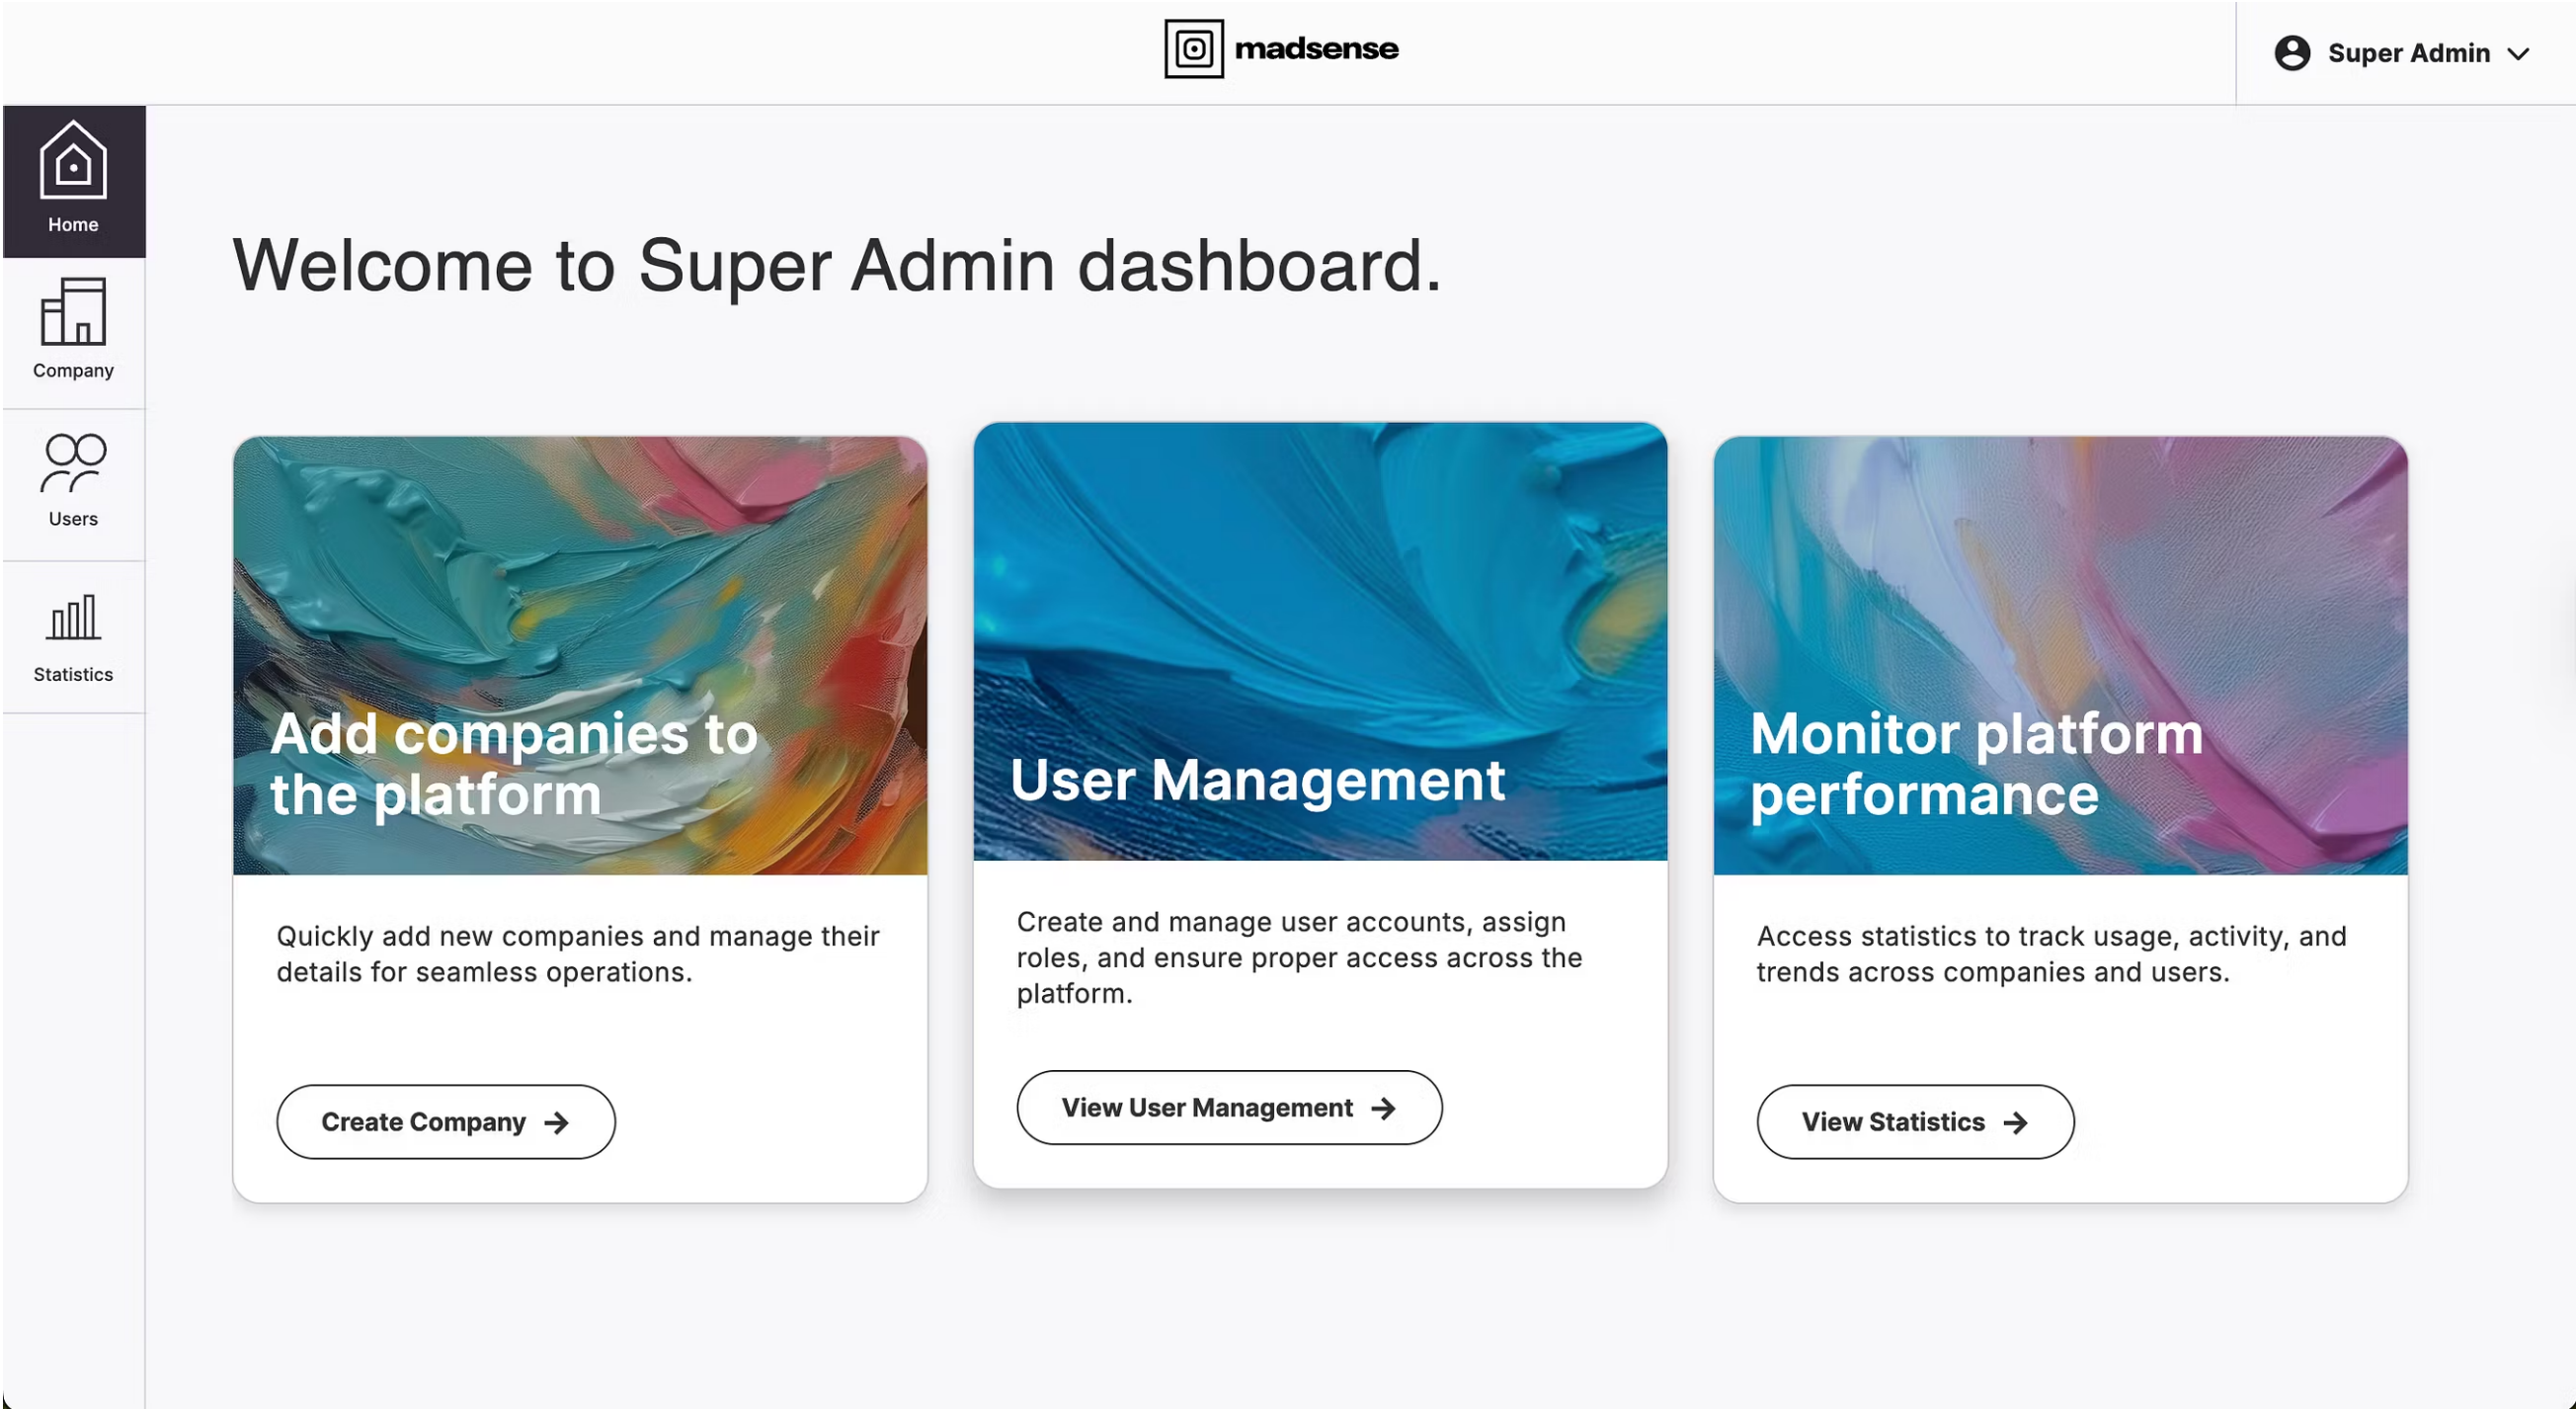 madsense
Super Admin
Home
Company
Users
Statistics
Welcome to Super Admin dashboard.
Add companies to
the platform
Quickly add new companies and manage their
details for seamless operations.
Create Company
User Management
Create and manage user accounts, assign
roles, and ensure proper access across the
platform.
View User Management
Monitor platform
performance
Access statistics to track usage, activity, and
trends across companies and users.
View Statistics